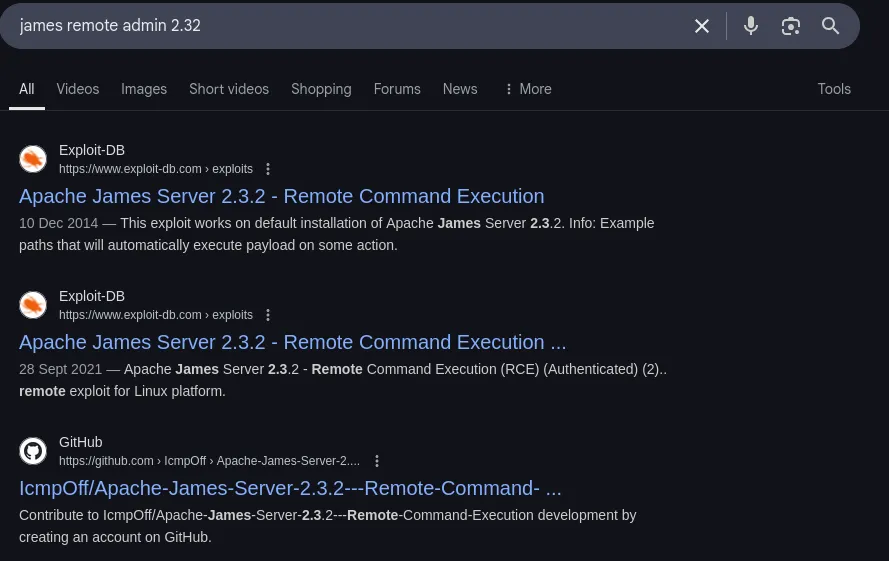 james remote admin 2.32
All Videos Images Short videos Shopping Forums News More Tools
Exploit-DB
https://www.exploit-db.com › exploits
Apache James Server 2.3.2 - Remote Command Execution
10 Dec 2014 — This exploit works on default installation of Apache James Server 2.3.2. Info: Example
paths that will automatically execute payload on some action.
Exploit-DB
https://www.exploit-db.com › exploits
Apache James Server 2.3.2 - Remote Command Execution ...
28 Sept 2021 — Apache James Server 2.3.2 - Remote Command Execution (RCE) (Authenticated) (2)..
remote exploit for Linux platform.
GitHub
https://github.com › IcmpOff › Apache-James-Server-2....
IcmpOff/Apache-James-Server-2.3.2---Remote-Command- ...
Contribute to IcmpOff/Apache-James-Server-2.3.2---Remote-Command-Execution development by
creating an account on GitHub.